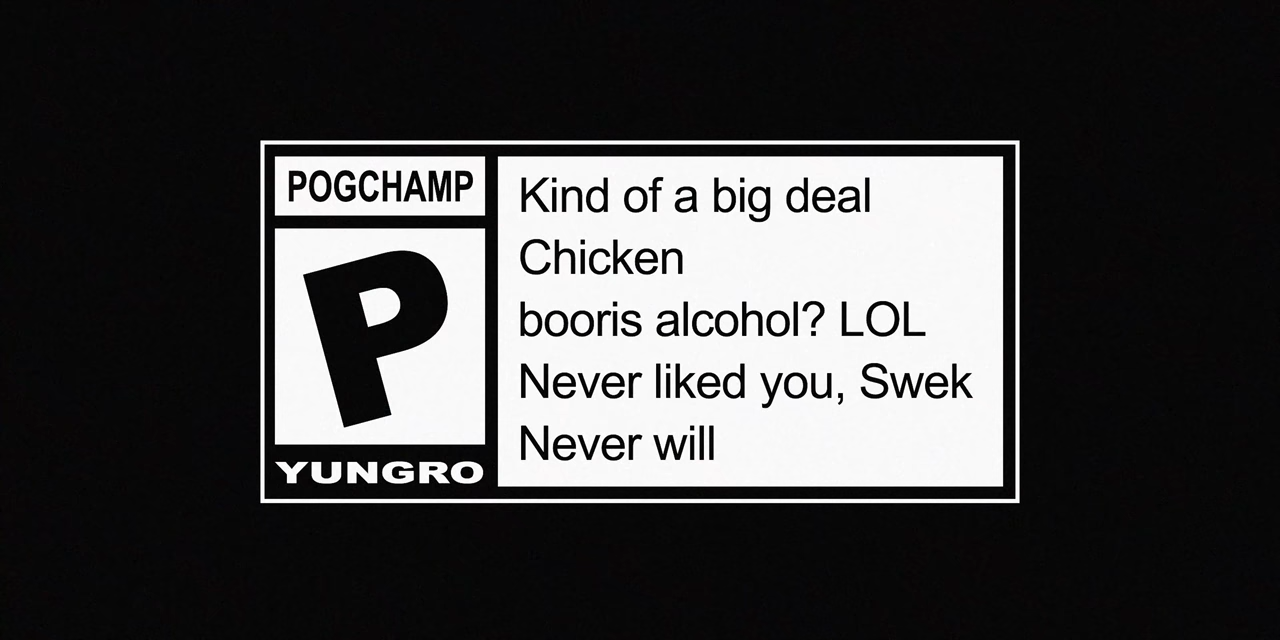 POGCHAMP
P
YUNGRO
Kind of a big deal
Chicken
booris alcohol? LOL
Never liked you, Swek
Never will